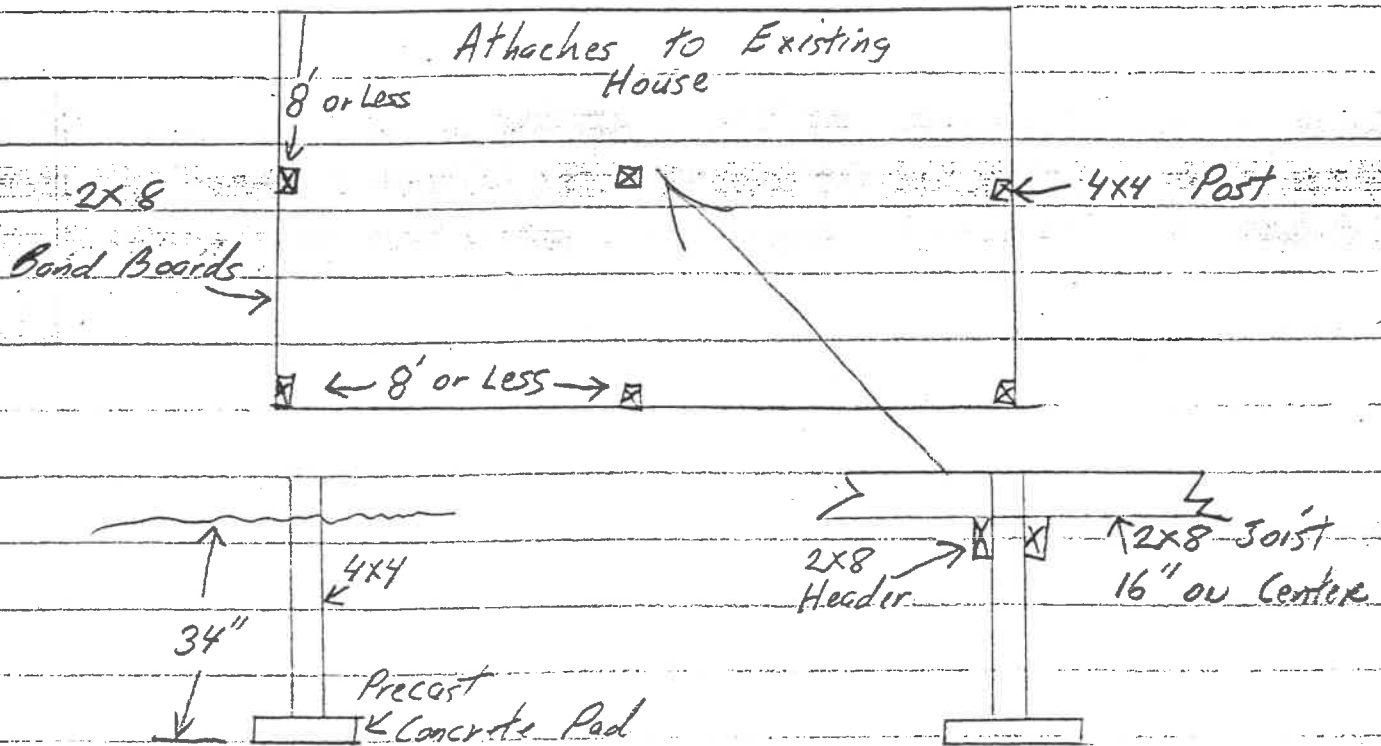 Athaches to Existing
House
8' or Less
2x8
4x4 Post
Band Boards
8' or Less
2x8
Header
2x8 Joist
16" on Center
4x4
34"
Precast
Concrete Pad